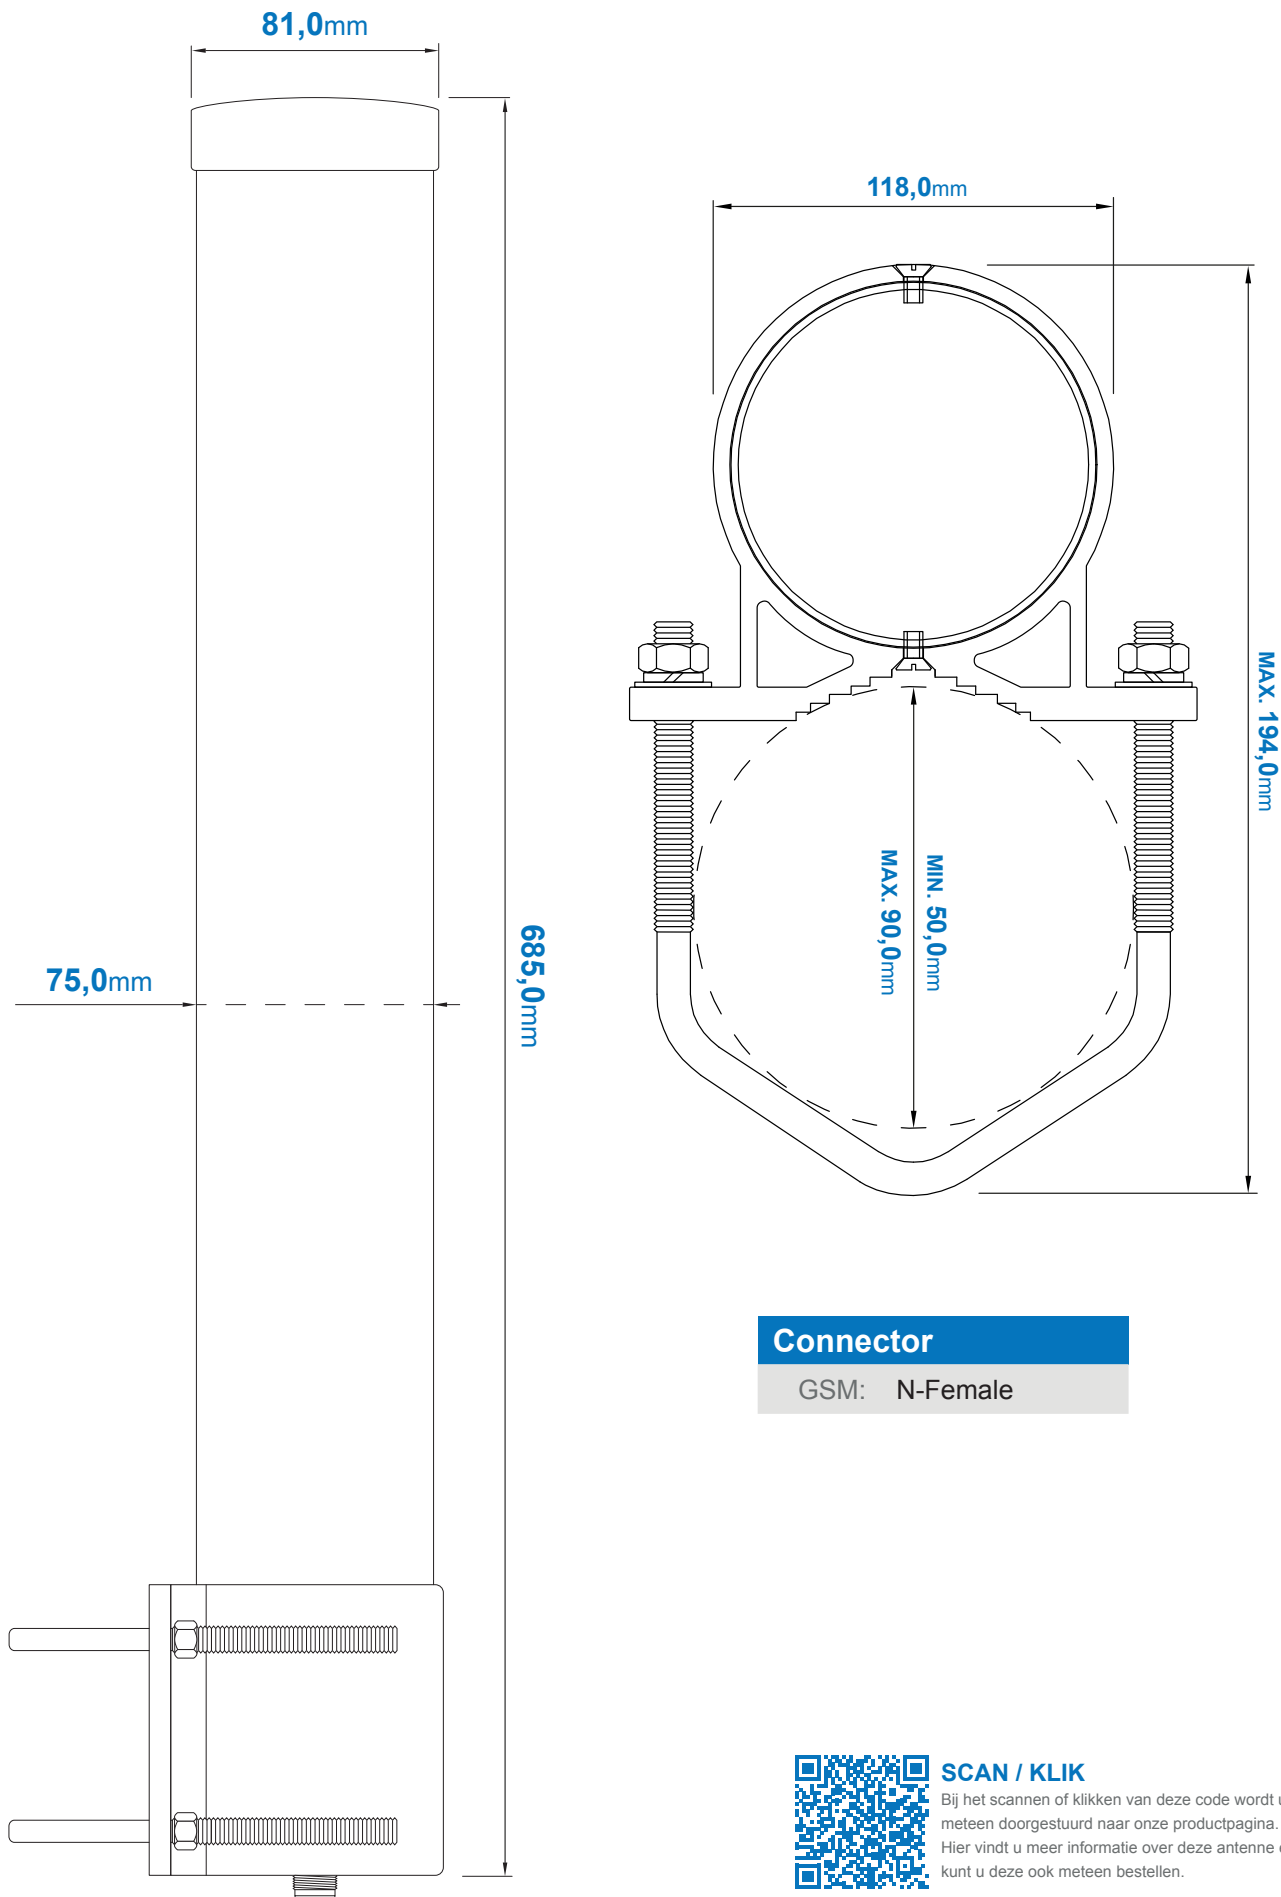 81,0mm
118,0mm
MAX. 194,0mm
MIN. 50,0mm
MAX. 90,0mm
685,0mm
75,0mm
Connector
GSM: N-Female
SCAN / KLIK
Bij het scannen of klikken van deze code wordt u
meteen doorgestuurd naar onze productpagina.
Hier vindt u meer informatie over deze antenne
kunt u deze ook meteen bestellen.